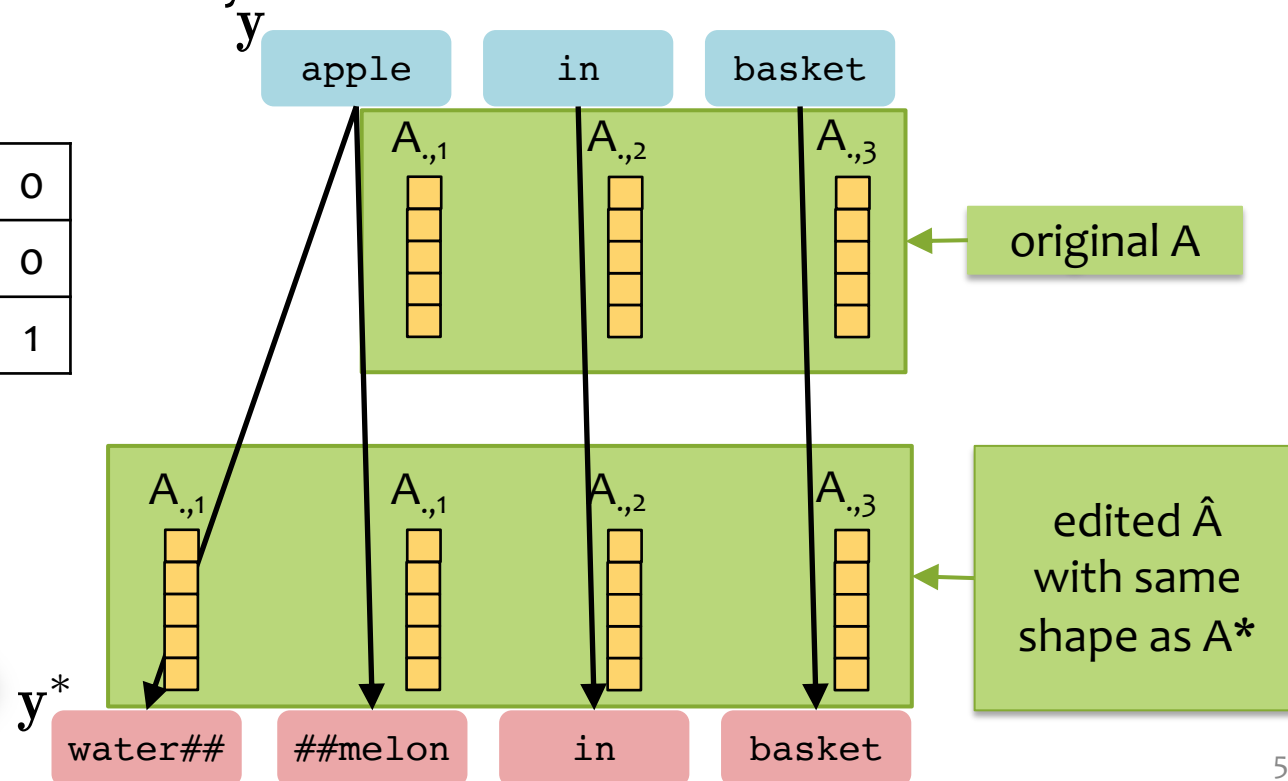 y
apple in basket
A.,1 A.,2 A.,3
0
0
1
original A
A.,1 A.,1 A.,2 A.,3
edited Â
with same
shape as A*
y*
water## ##melon in basket
5